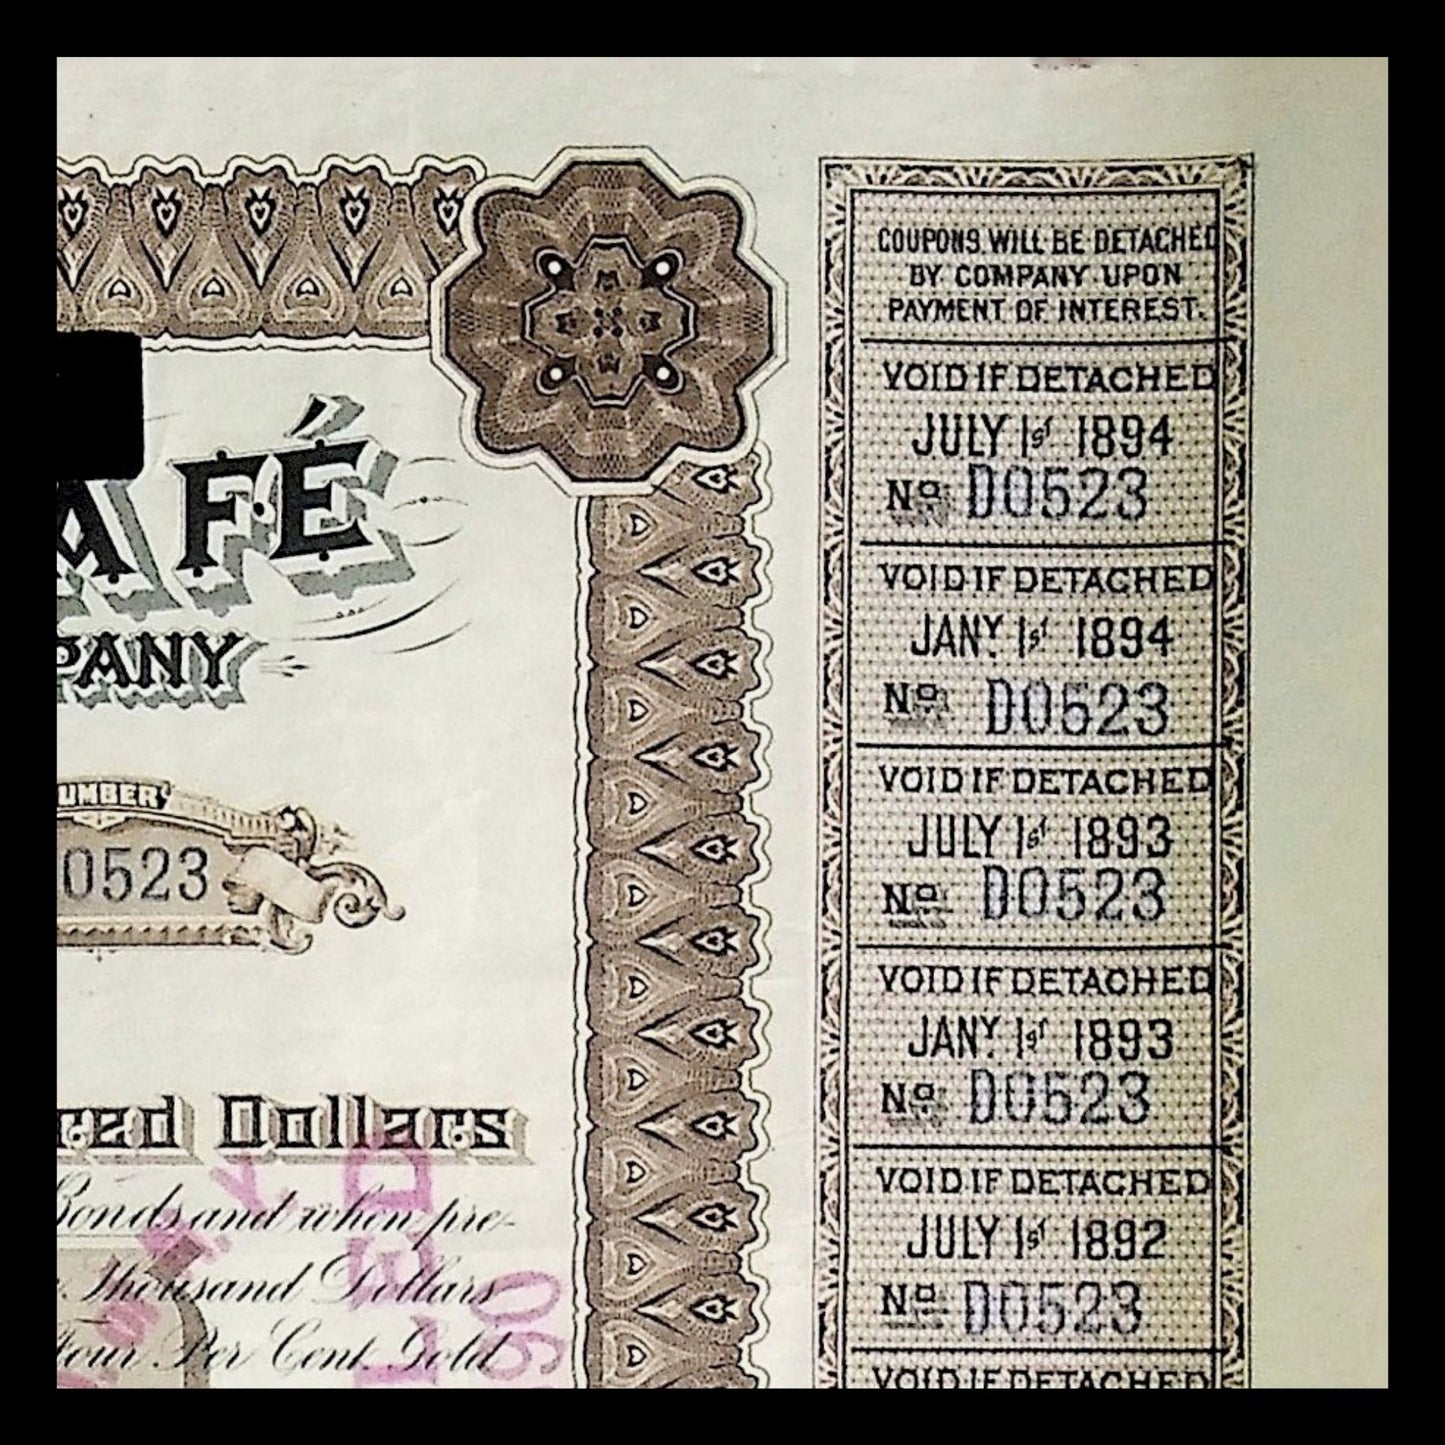 FÉ
0523
Dollars
Bonds and when pre-
Thousand Dollars
Four Per Cent Gold
COUPONS WILL BE DETACHED
BY COMPANY UPON
PAYMENT OF INTEREST.
VOID IF DETACHED
JULY 1st 1894
No D0523
VOID IF DETACHED
JANY. 1st 1894
No D0523
VOID IF DETACHED
JULY 1st 1893
No D0523
VOID IF DETACHED
JANY. 1st 1893
No D0523
VOID IF DETACHED
JULY 1st 1892
No D0523
VOID IF DETACHED